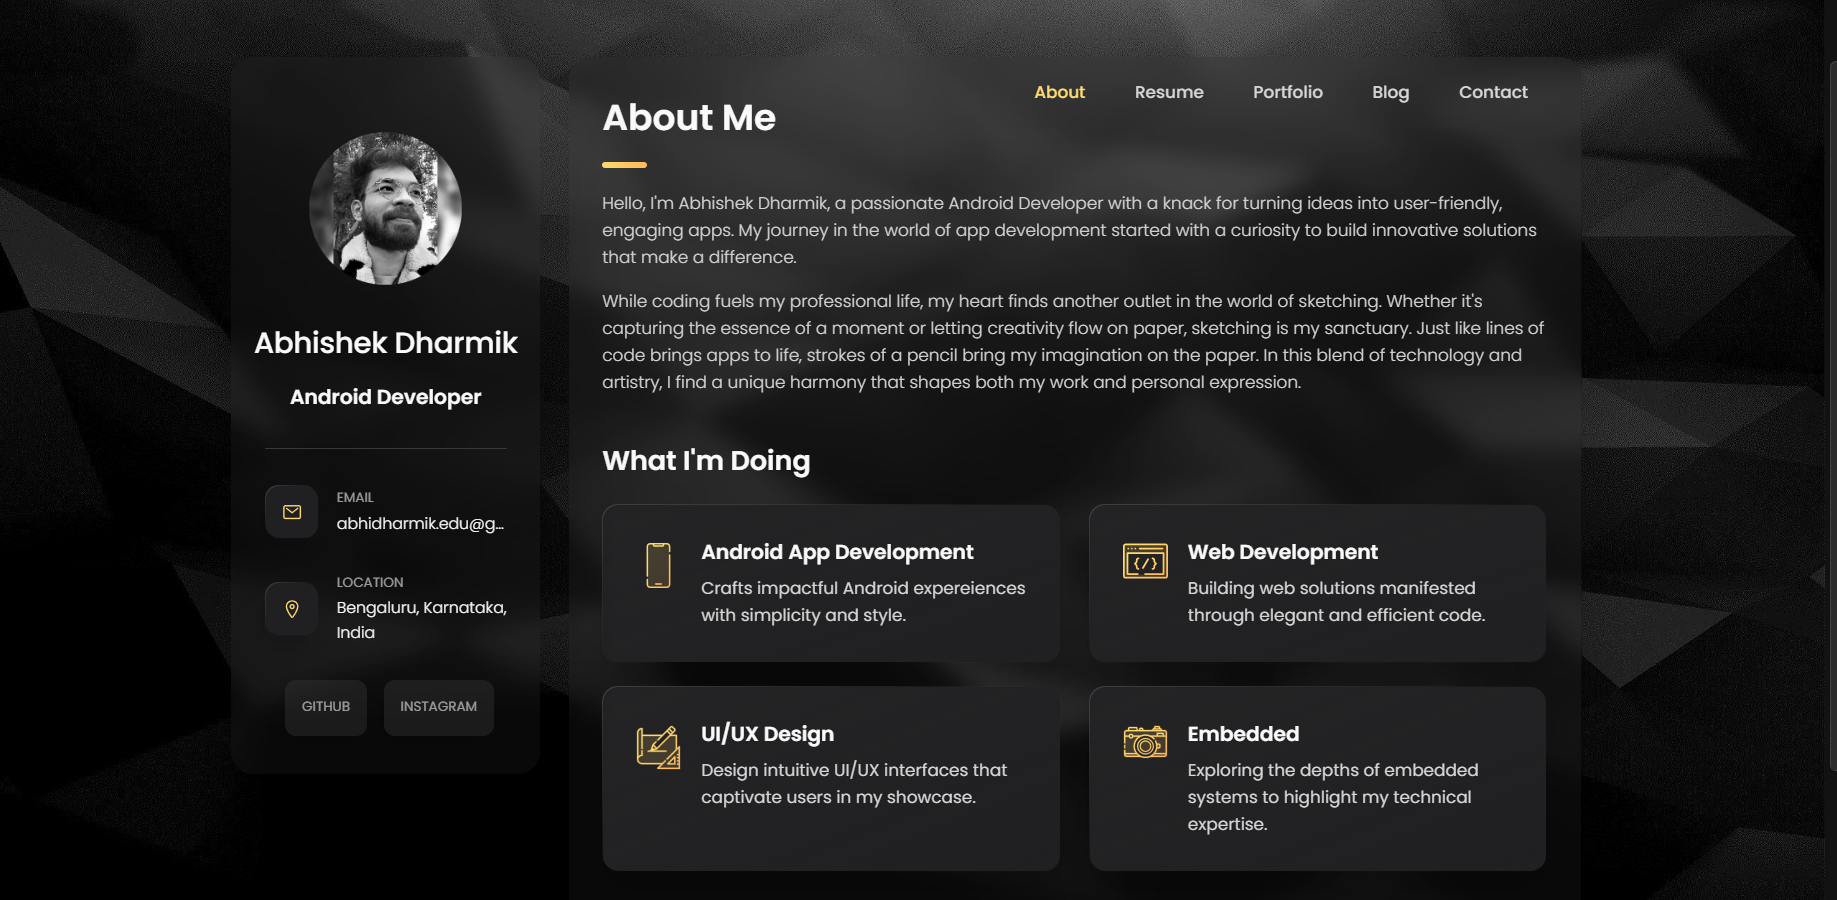 Abhishek Dharmik
Android Developer
EMAIL
abhidharmik.edu@g...
LOCATION
Bengaluru, Karnataka,
India
GITHUB
INSTAGRAM
About
Resume
Portfolio
Blog
Contact
About Me
Hello, I'm Abhishek Dharmik, a passionate Android Developer with a knack for turning ideas into user-friendly,
engaging apps. My journey in the world of app development started with a curiosity to build innovative solutions
that make a difference.
While coding fuels my professional life, my heart finds another outlet in the world of sketching. Whether it's
capturing the essence of a moment or letting creativity flow on paper, sketching is my sanctuary. Just like lines of
code brings apps to life, strokes of a pencil bring my imagination on the paper. In this blend of technology and
artistry, I find a unique harmony that shapes both my work and personal expression.
What I'm Doing
Android App Development
Crafts impactful Android expereiences
with simplicity and style.
Web Development
Building web solutions manifested
through elegant and efficient code.
UI/UX Design
Design intuitive UI/UX interfaces that
captivate users in my showcase.
Embedded
Exploring the depths of embedded
systems to highlight my technical
expertise.